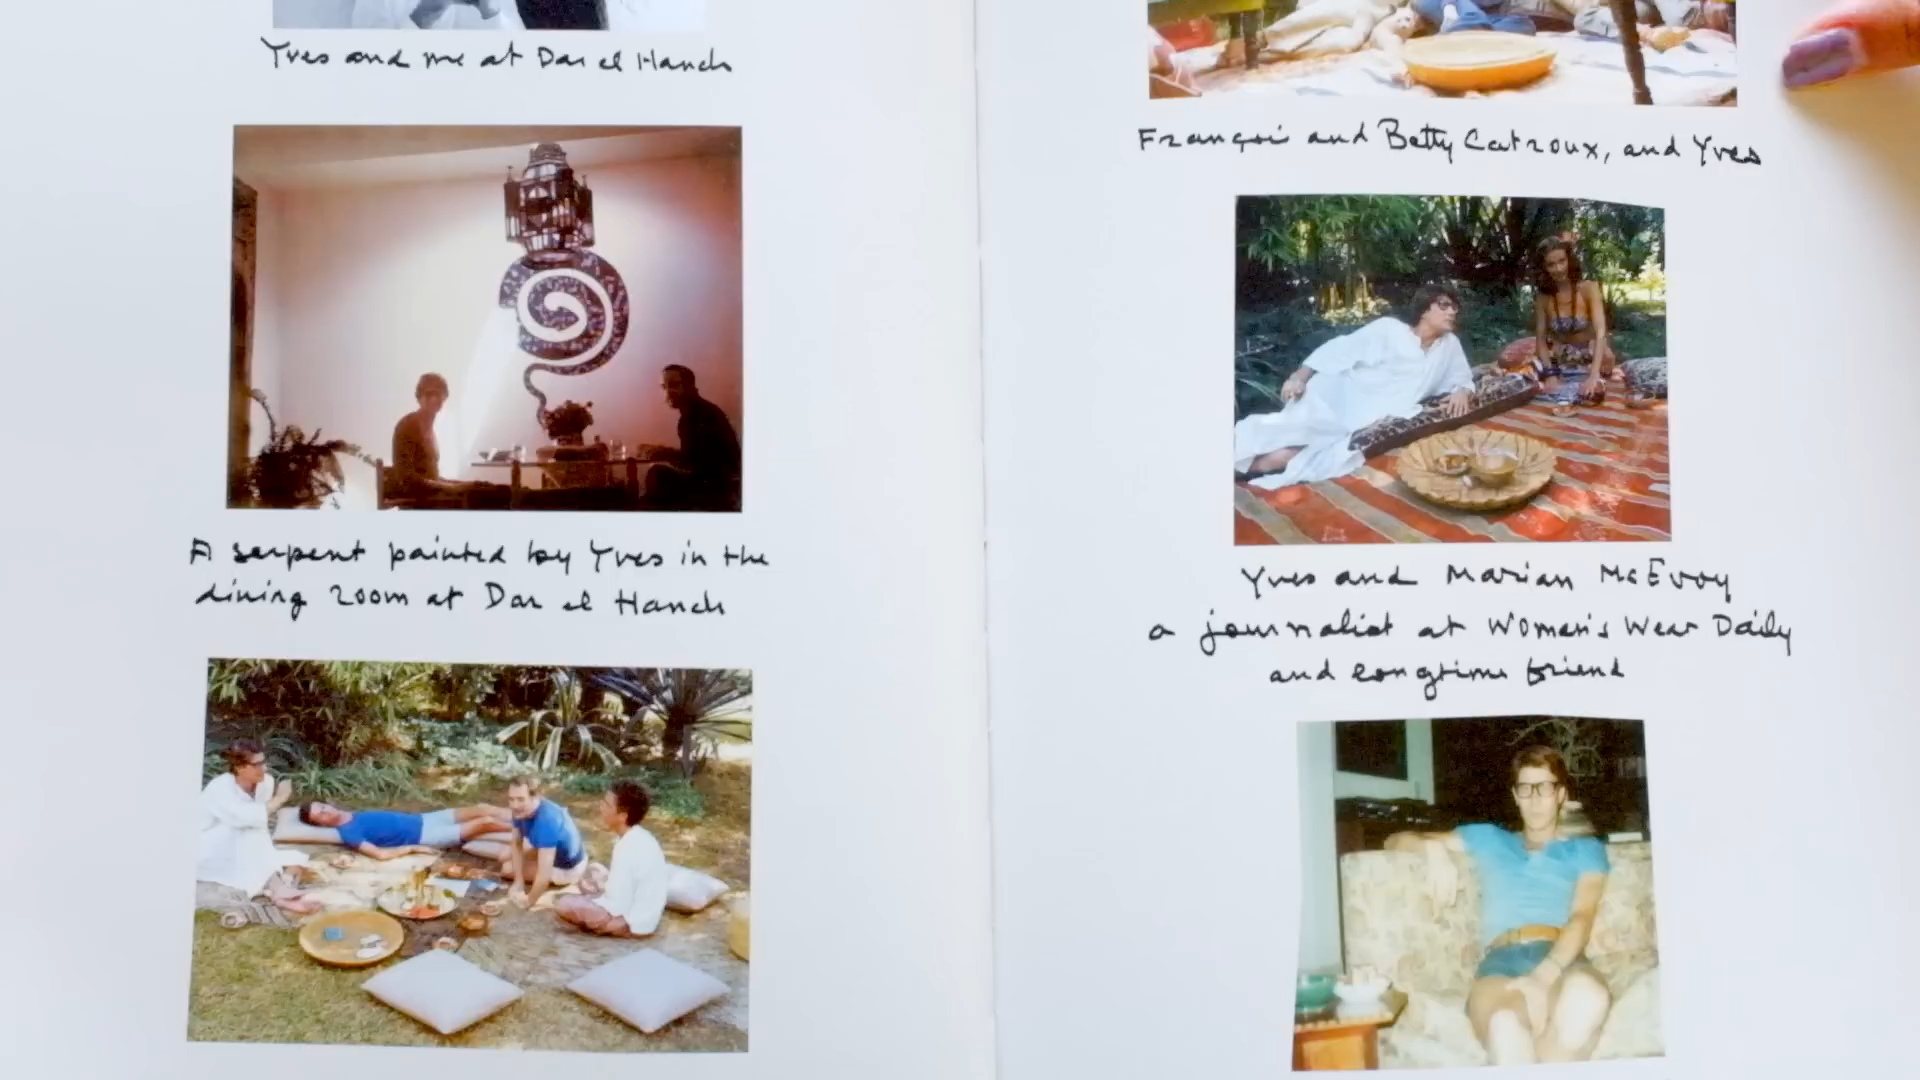 Yves and me at Dar el Hanch
A serpent painted by Yves in the
dining room at Dar el Hanch
François and Betty Catroux, and Yves
Yves and Marian McEvoy
a journalist at Women's Wear Daily
and longtime friend